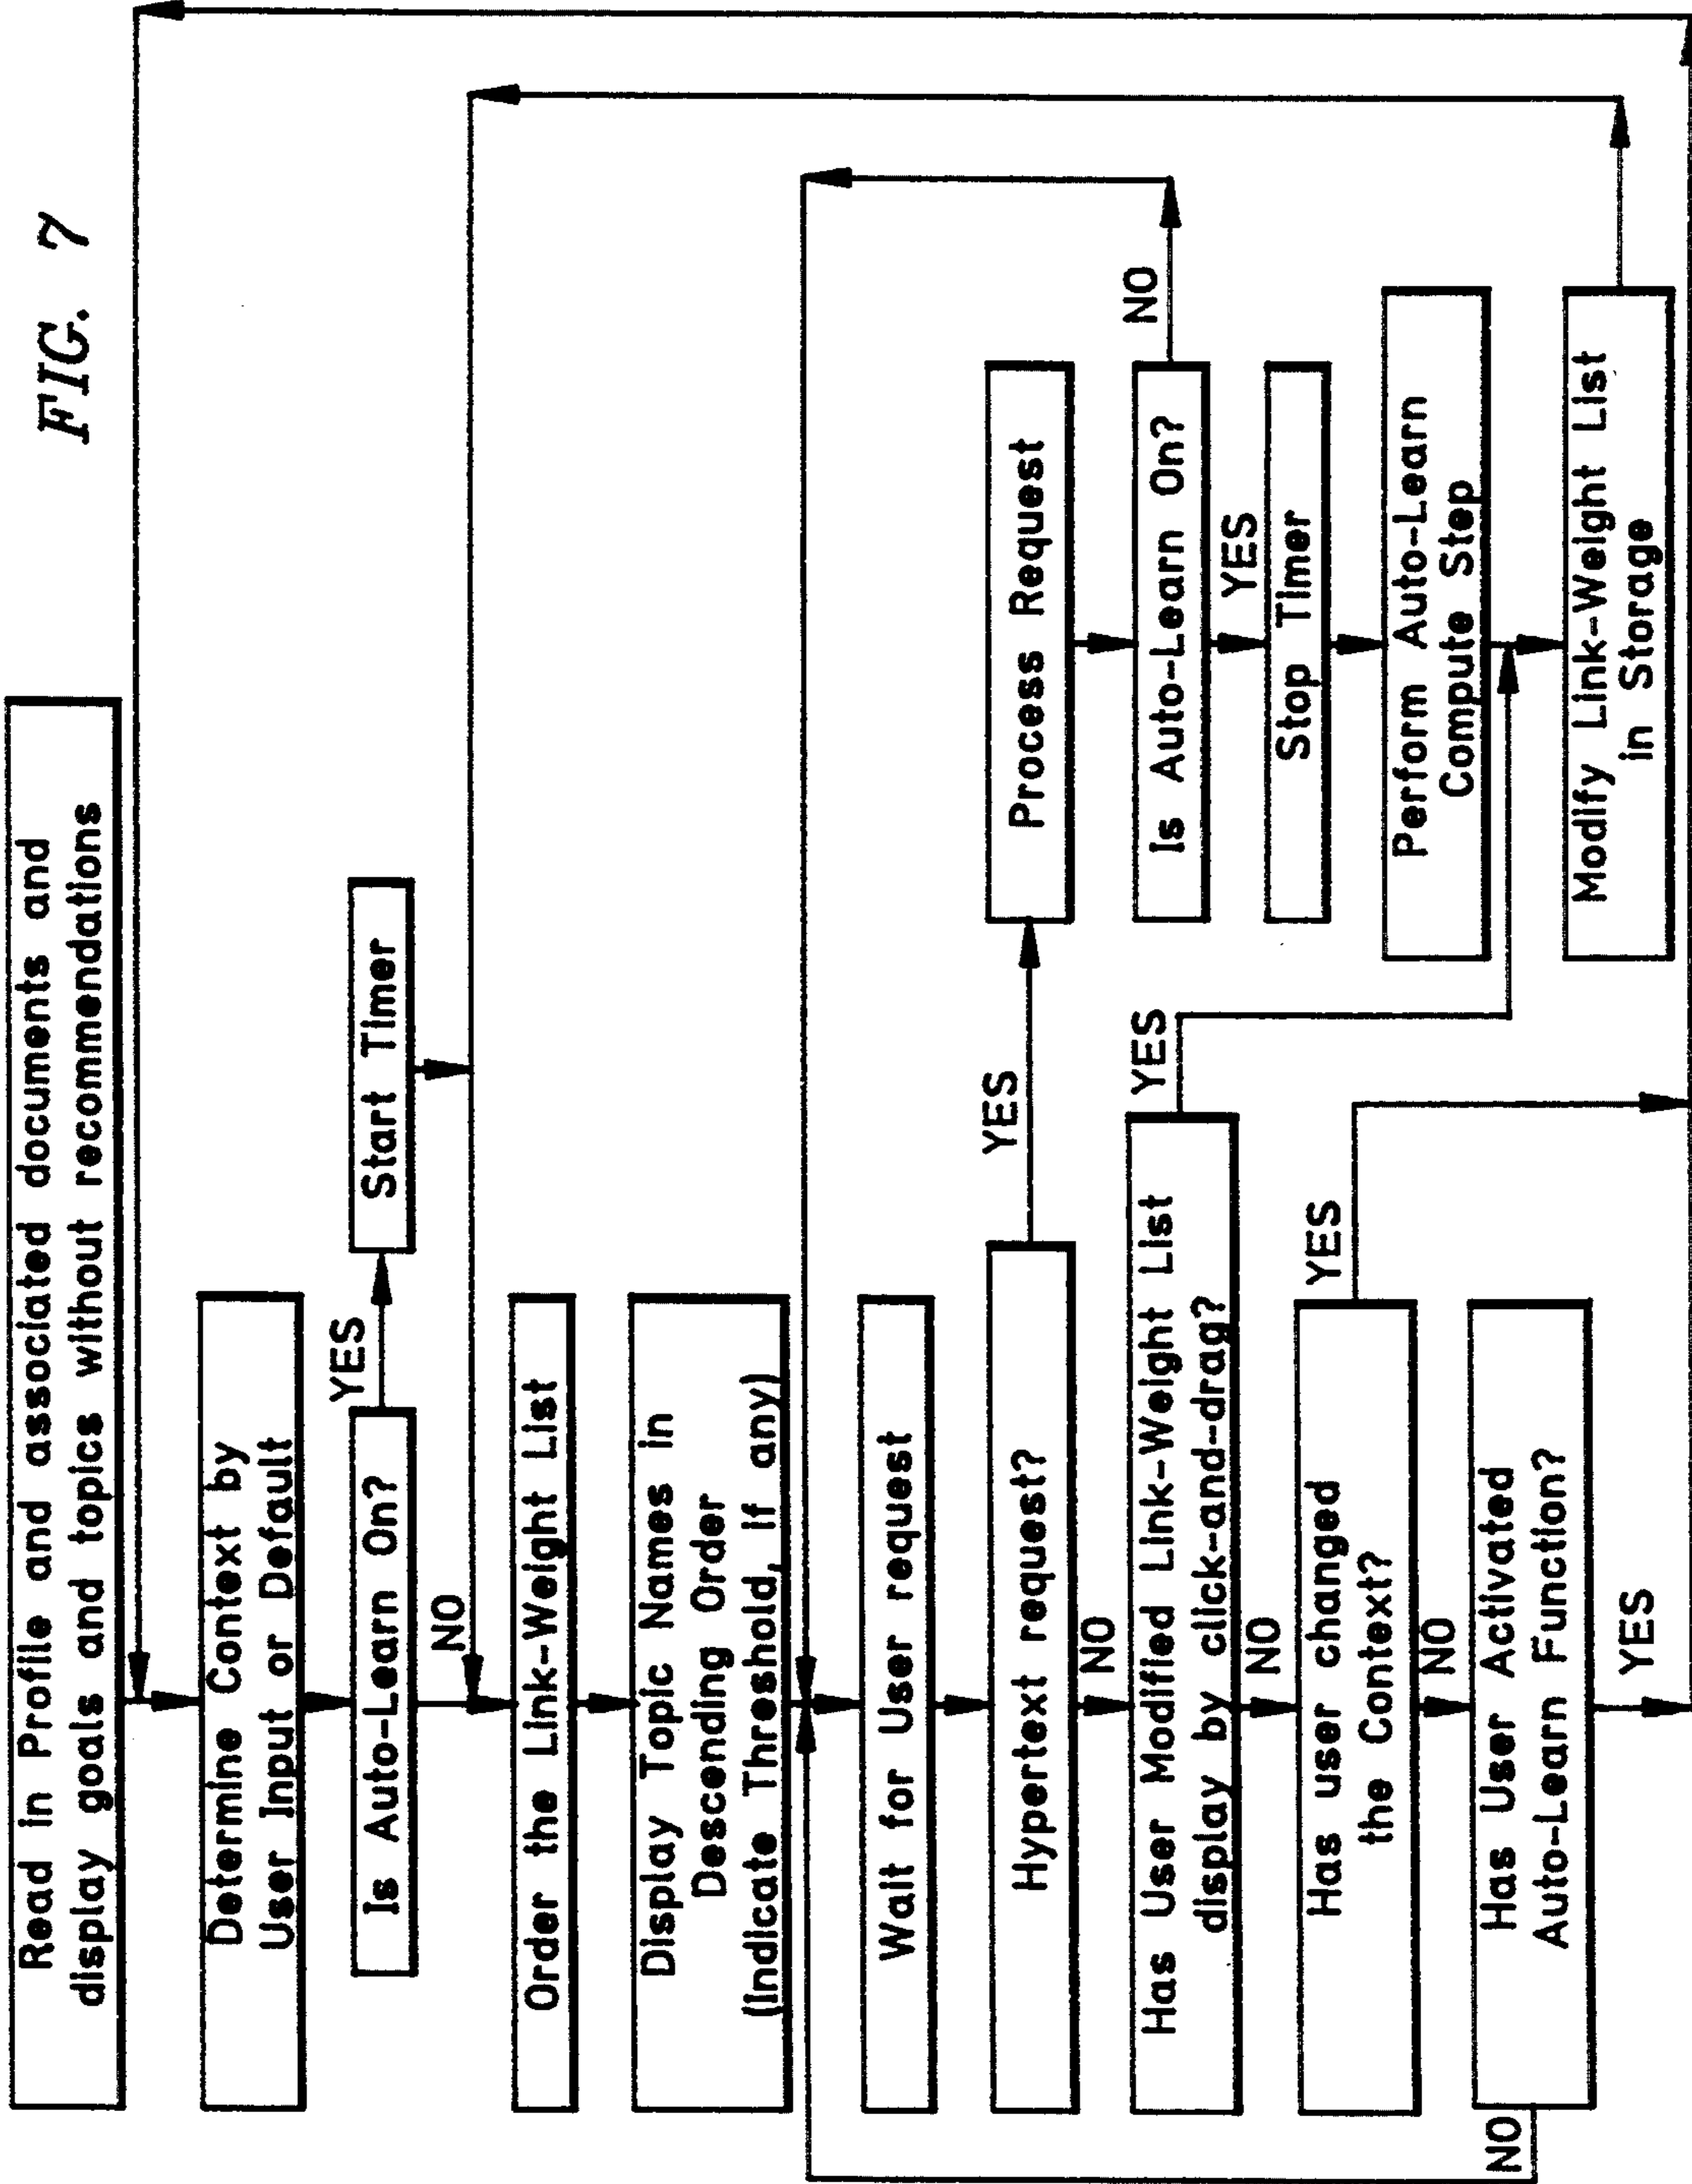 FIG. 7
Read in Profile and associated documents and
display goals and topics without recommendations
Determine Context by
User Input or Default
Is Auto-Learn On?
YES
Start Timer
NO
Order the Link-Weight List
Display Topic Names in
Descending Order
(Indicate Threshold, if any)
Wait for User request
Hypertext request?
YES
Process Request
NO
Is Auto-Learn On?
NO
YES
Stop Timer
Perform Auto-Learn
Compute Step
Modify Link-Weight List
in Storage
Has User Modified Link-Weight List
display by click-and-drag?
YES
NO
Has user changed
the Context?
YES
NO
Has User Activated
Auto-Learn Function?
NO
YES